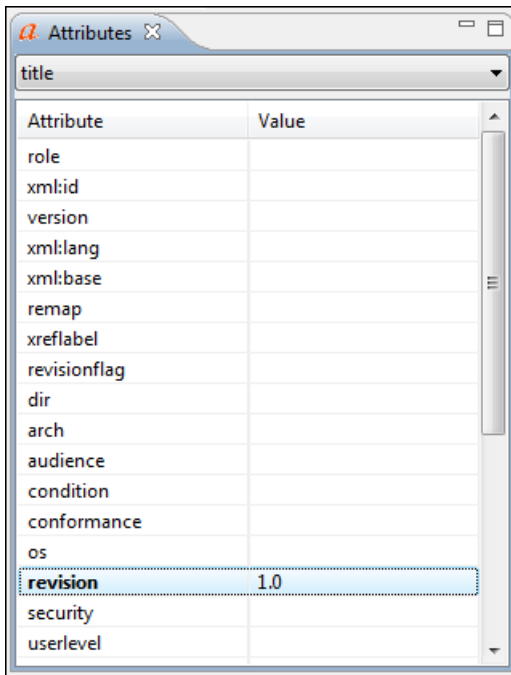 a Attributes
title
Attribute Value
role
xml:id
version
xml:lang
xml:base
remap
xreflabel
revisionflag
dir
arch
audience
condition
conformance
os
revision 1.0
security
userlevel